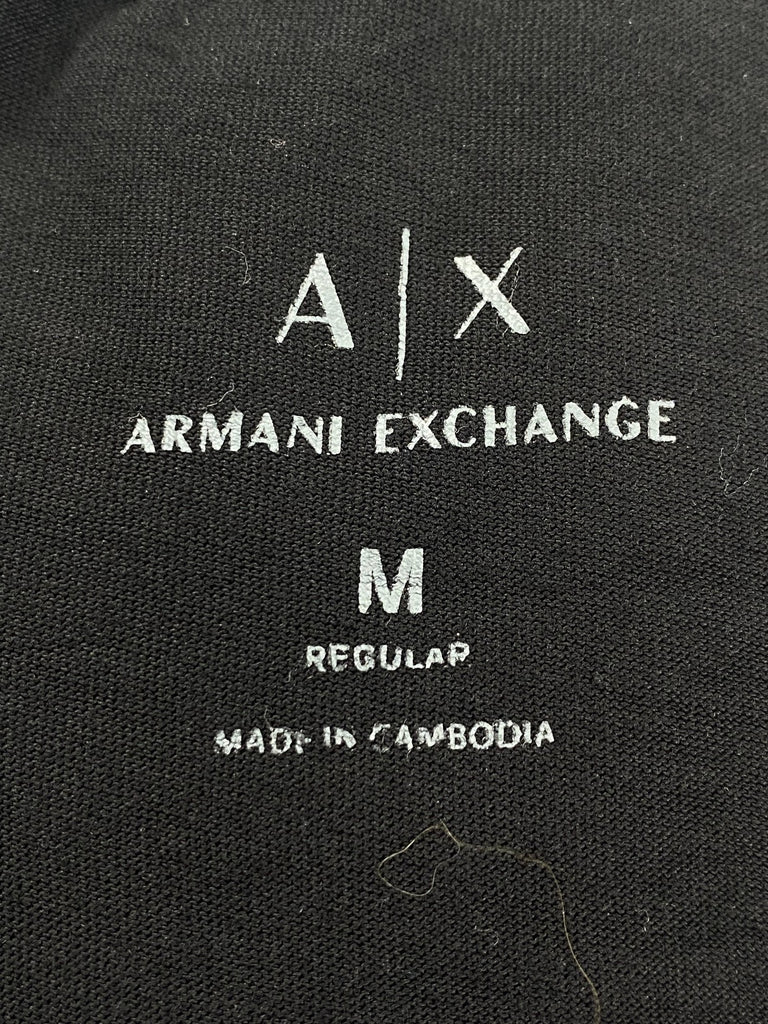 A|X
ARMANI EXCHANGE
M
REGULAR
MADE IN CAMBODIA